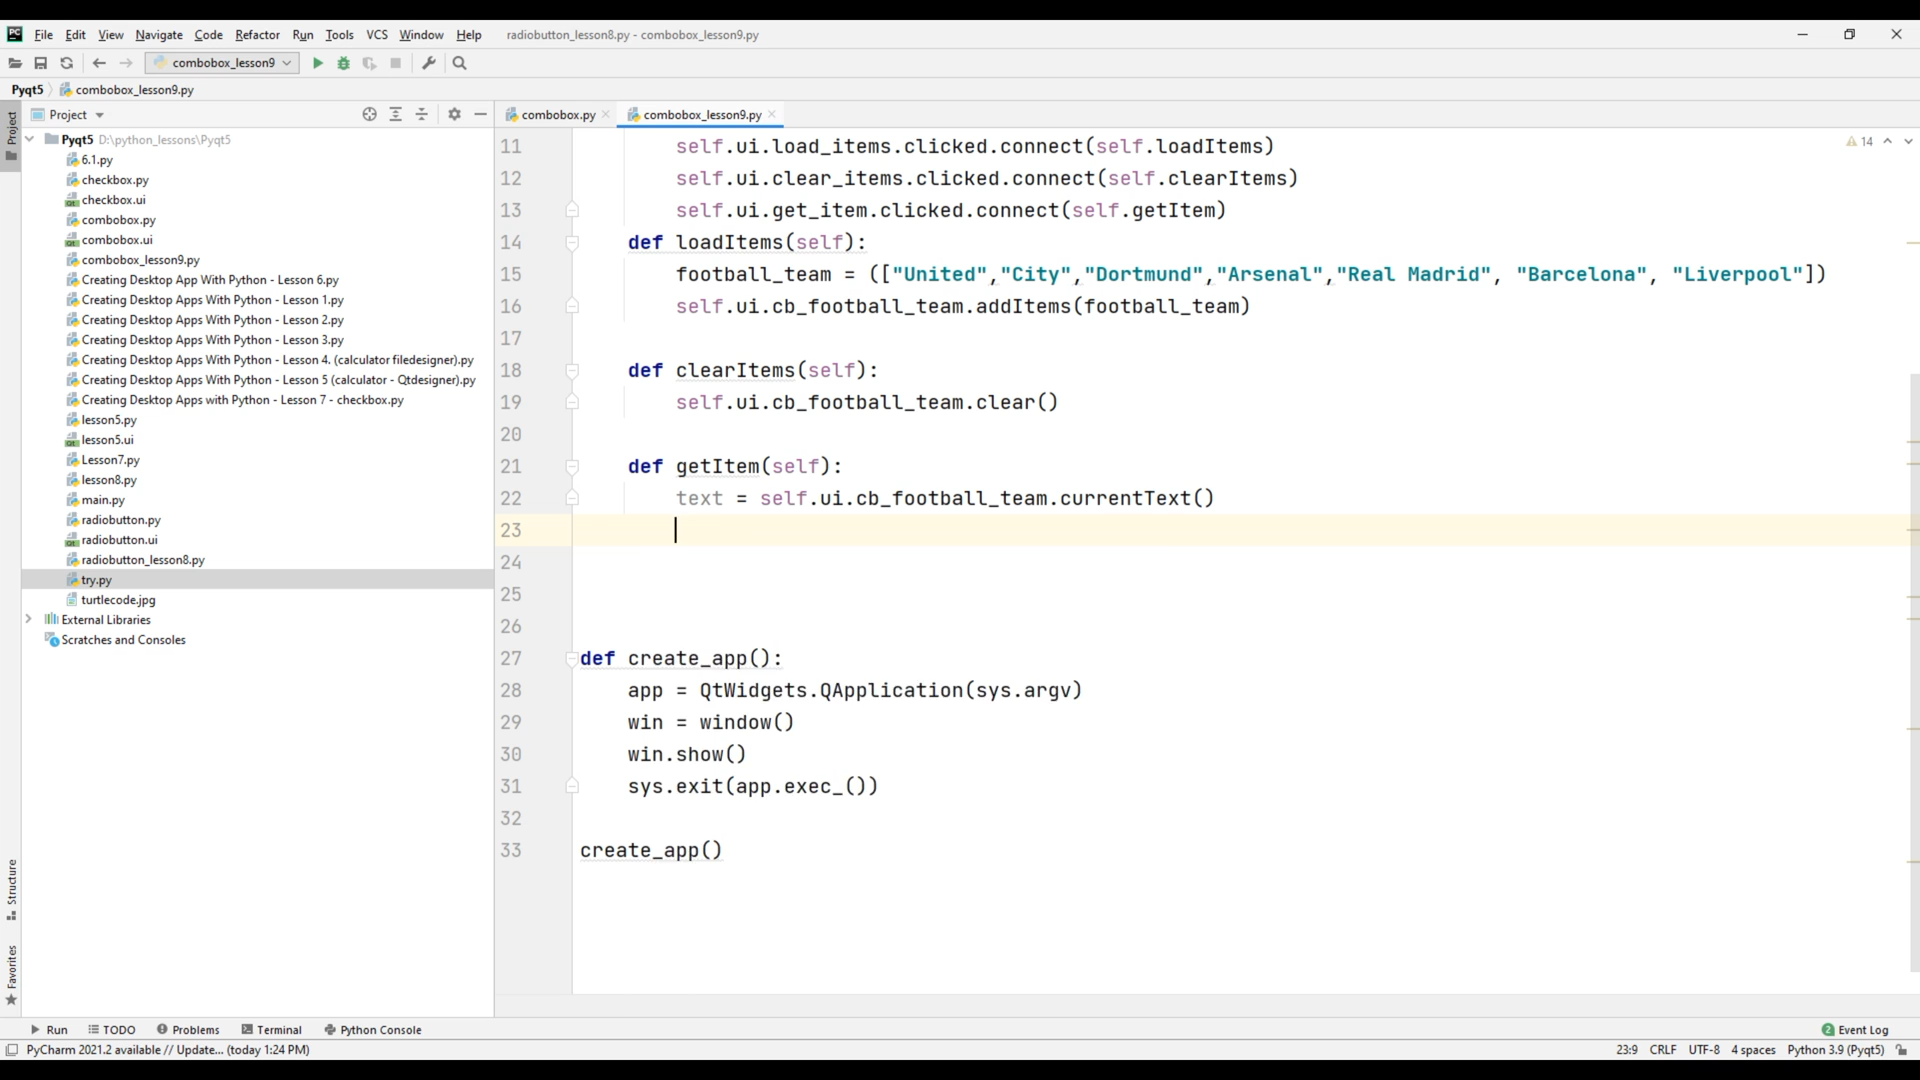 File Edit View Navigate Code Refactor Run Tools VCS Window Help radiobutton_lesson8.py - combobox_lesson9.py
combobox_lesson9
Pyqt5 combobox_lesson9.py
Project
combobox.py
combobox_lesson9.py
Project
Pyqt5 D:\python_lessons\Pyqt5
6.1.py
checkbox.py
checkbox.ui
combobox.py
combobox.ui
combobox_lesson9.py
Creating Desktop App With Python - Lesson 6.py
Creating Desktop Apps With Python - Lesson 1.py
Creating Desktop Apps With Python - Lesson 2.py
Creating Desktop Apps With Python - Lesson 3.py
Creating Desktop Apps With Python - Lesson 4. (calculator filedesigner).py
Creating Desktop Apps With Python - Lesson 5 (calculator - Qtdesigner).py
Creating Desktop Apps with Python - Lesson 7 - checkbox.py
lesson5.py
lesson5.ui
Lesson7.py
lesson8.py
main.py
radiobutton.py
radiobutton.ui
radiobutton_lesson8.py
try.py
turtlecode.jpg
External Libraries
Scratches and Consoles
14
11 self.ui.load_items.clicked.connect(self.loadItems)
12 self.ui.clear_items.clicked.connect(self.clearItems)
13 self.ui.get_item.clicked.connect(self.getItem)
14 def loadItems(self):
15 football_team = (["United","City","Dortmund","Arsenal","Real Madrid", "Barcelona", "Liverpool"])
16 self.ui.cb_football_team.addItems(football_team)
17
18 def clearItems(self):
19 self.ui.cb_football_team.clear()
20
21 def getItem(self):
22 text = self.ui.cb_football_team.currentText()
23
24
25
26
27 def create_app():
28 app = QtWidgets.QApplication(sys.argv)
29 win = window()
30 win.show()
31 sys.exit(app.exec_())
32
33 create_app()
Structure
Favorites
Run TODO Problems Terminal Python Console 2 Event Log
PyCharm 2021.2 available // Update... (today 1:24 PM) 23:9 CRLF UTF-8 4 spaces Python 3.9 (Pyqt5)